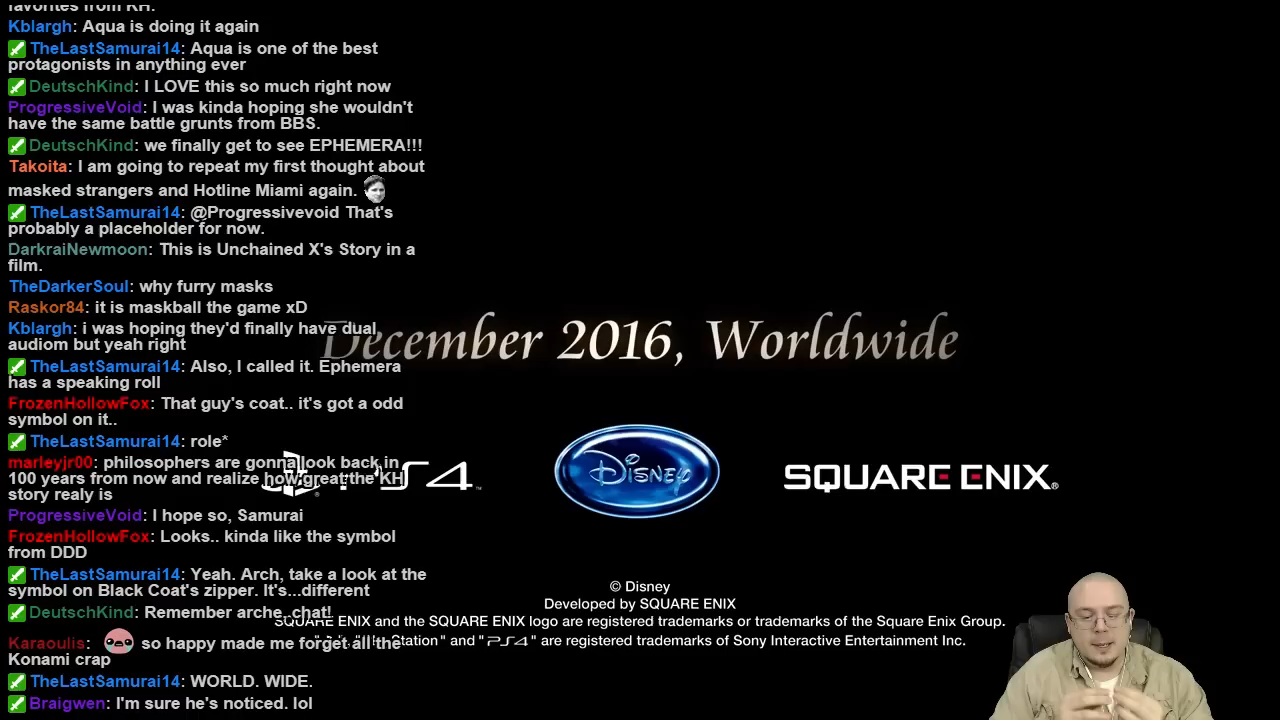 favorites from KH.
Kblargh: Aqua is doing it again
TheLastSamurai14: Aqua is one of the best
protagonists in anything ever
DeutschKind: I LOVE this so much right now
ProgressiveVoid: I was kinda hoping she wouldn't
have the same battle grunts from BBS.
DeutschKind: we finally get to see EPHEMERA!!!
Takoita: I am going to repeat my first thought about
masked strangers and Hotline Miami again.
TheLastSamurai14: @Progressivevoid That's
probably a placeholder for now.
DarkraiNewmoon: This is Unchained X's Story in a
film.
TheDarkerSoul: why furry masks
Raskor84: it is maskball the game xD
Kblargh: i was hoping they'd finally have dual
audiom but yeah right
TheLastSamurai14: Also, I called it. Ephemera
has a speaking roll
FrozenHollowFox: That guy's coat.. it's got a odd
symbol on it..
TheLastSamurai14: role*
marleyjr00: philosophers are gonna look back in
100 years from now and realize how great the KH
story realy is
ProgressiveVoid: I hope so, Samurai
FrozenHollowFox: Looks.. kinda like the symbol
from DDD
TheLastSamurai14: Yeah. Arch, take a look at the
symbol on Black Coat's zipper. It's...different
DeutschKind: Remember arche, chat!
Karaoulis: so happy made me forget all the
Konami crap
TheLastSamurai14: WORLD. WIDE.
Braigwen: I'm sure he's noticed. lol
December 2016, Worldwide
PS4™
Disney
SQUARE ENIX®
© Disney
Developed by SQUARE ENIX
SQUARE ENIX and the SQUARE ENIX logo are registered trademarks or trademarks of the Square Enix Group.
Station" and "PS4" are registered trademarks of Sony Interactive Entertainment Inc.